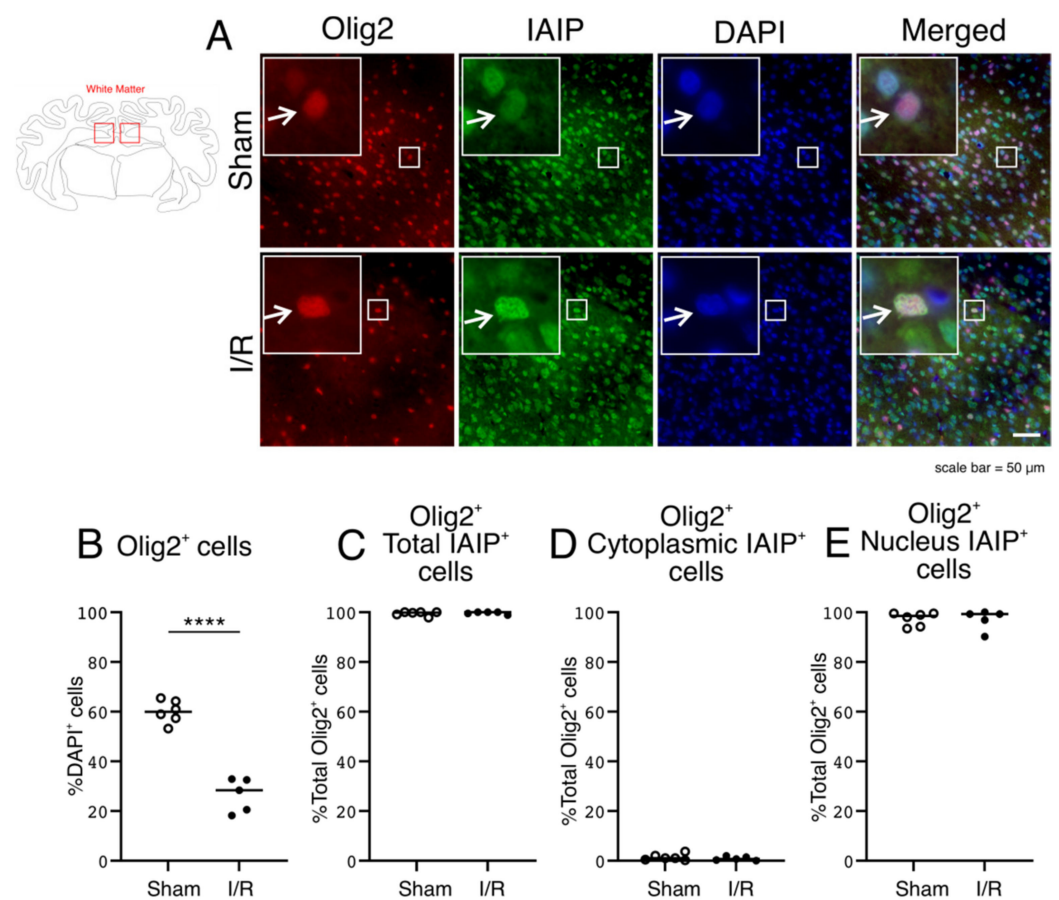 White Matter
A
Olig2
IAIP
DAPI
Merged
Sham
I/R
scale bar = 50 µm
B
Olig2⁺ cells
%DAPI⁺ cells
100
80
60
40
20
0
****
Sham
I/R
C
Olig2⁺
Total IAIP⁺
cells
%Total Olig2⁺ cells
100
80
60
40
20
0
Sham
I/R
D
Olig2⁺
Cytoplasmic IAIP⁺
cells
%Total Olig2⁺ cells
100
80
60
40
20
0
Sham
I/R
E
Olig2⁺
Nucleus IAIP⁺
cells
%Total Olig2⁺ cells
100
80
60
40
20
0
Sham
I/R